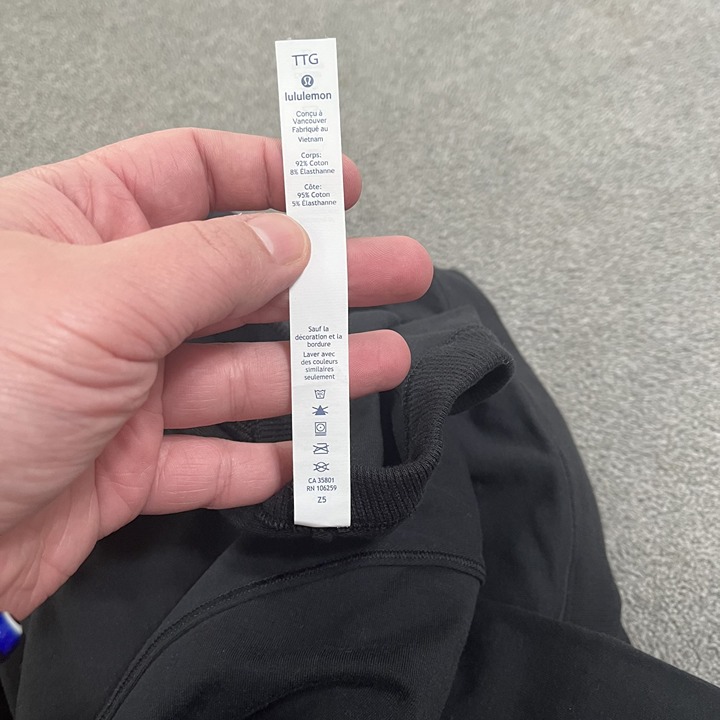 TTG
lululemon
Conçu à
Vancouver
Fabriqué au
Vietnam
Corps:
92% Coton
8% Élasthanne
Côte:
95% Coton
5% Élasthanne
Sauf la
décoration et la
bordure
Laver avec
des couleurs
similaires
seulement
CA 35801
RN 106259
Z5